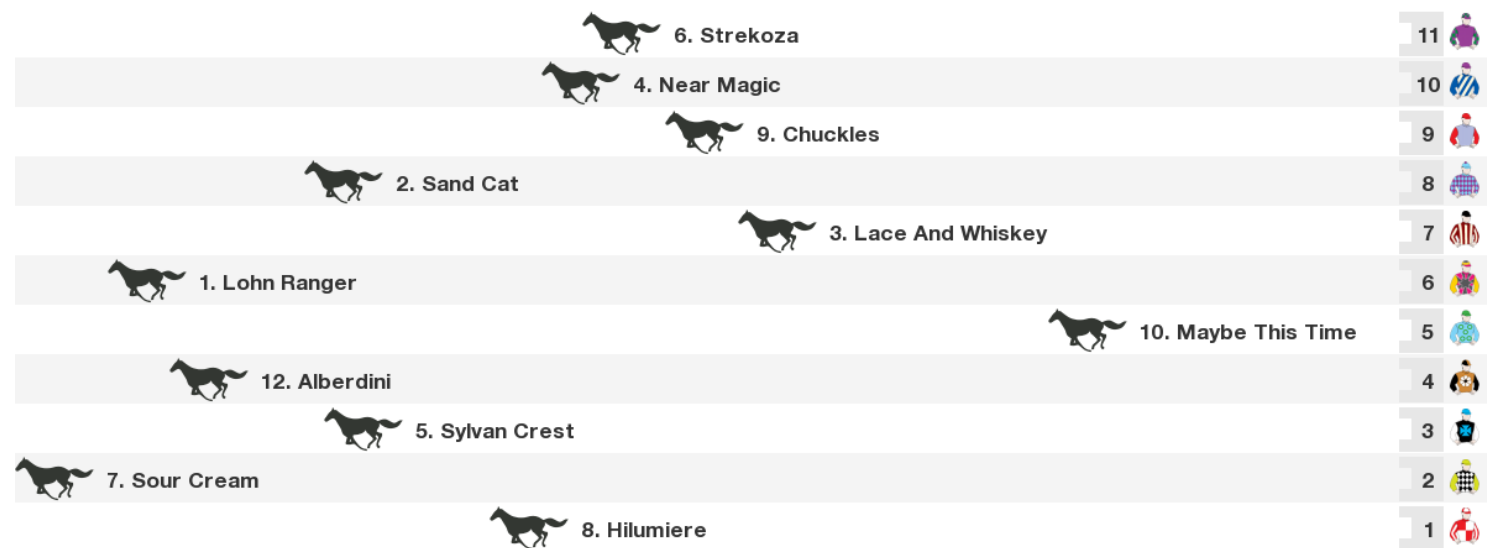 6. Strekoza 11
4. Near Magic 10
9. Chuckles 9
2. Sand Cat 8
3. Lace And Whiskey 7
1. Lohn Ranger 6
10. Maybe This Time 5
12. Alberdini 4
5. Sylvan Crest 3
7. Sour Cream 2
8. Hilumiere 1